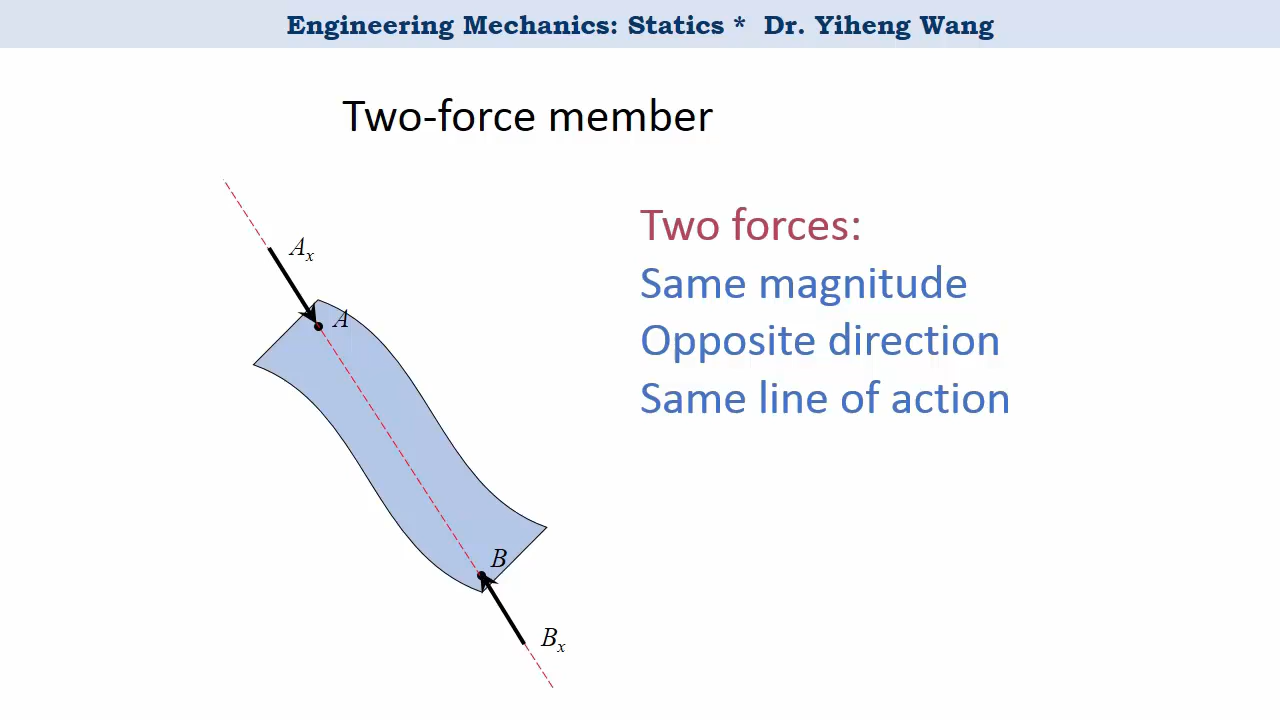 Engineering Mechanics: Statics * Dr. Yiheng Wang
Two-force member
Two forces:
Same magnitude
Opposite direction
Same line of action
Aₓ
A
B
Bₓ